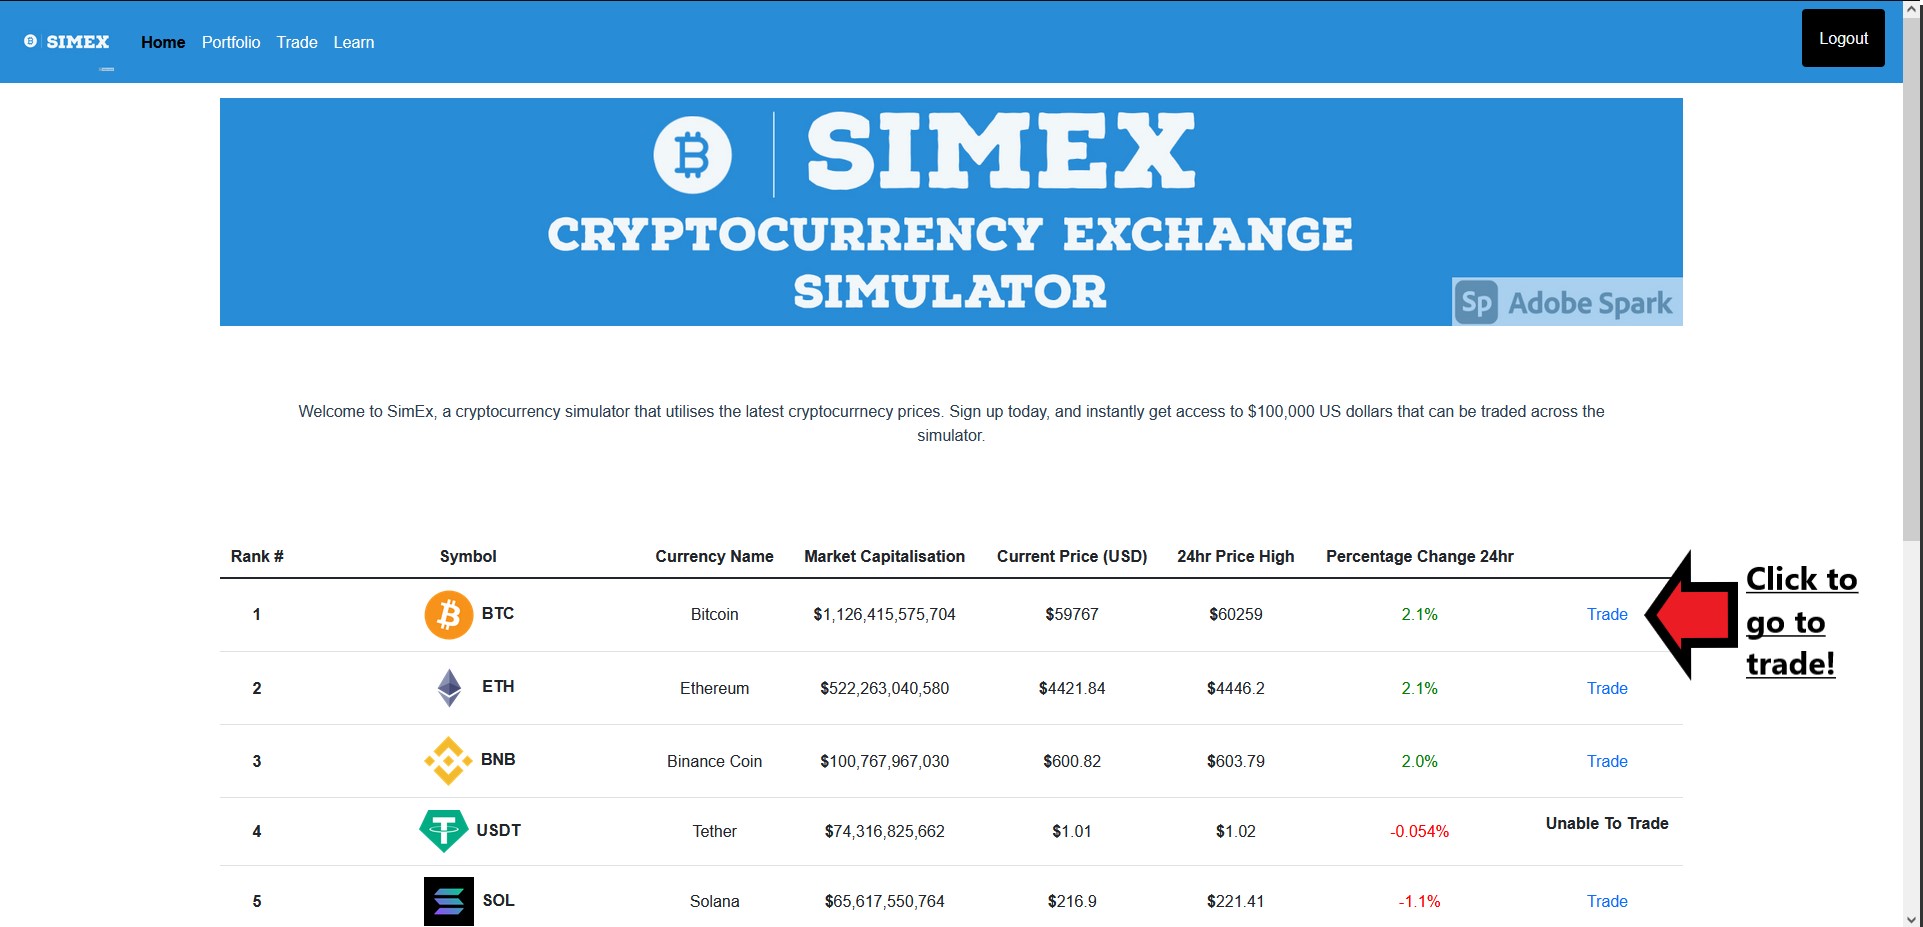 SIMEX Home Portfolio Trade Learn Logout
SIMEX
CRYPTOCURRENCY EXCHANGE
SIMULATOR
Sp Adobe Spark
Welcome to SimEx, a cryptocurrency simulator that utilises the latest cryptocurrnecy prices. Sign up today, and instantly get access to $100,000 US dollars that can be traded across the
simulator.
Rank # Symbol Currency Name Market Capitalisation Current Price (USD) 24hr Price High Percentage Change 24hr
1 BTC Bitcoin $1,126,415,575,704 $59767 $60259 2.1% Trade
Click to
go to
trade!
2 ETH Ethereum $522,263,040,580 $4421.84 $4446.2 2.1% Trade
3 BNB Binance Coin $100,767,967,030 $600.82 $603.79 2.0% Trade
4 USDT Tether $74,316,825,662 $1.01 $1.02 -0.054% Unable To Trade
5 SOL Solana $65,617,550,764 $216.9 $221.41 -1.1% Trade